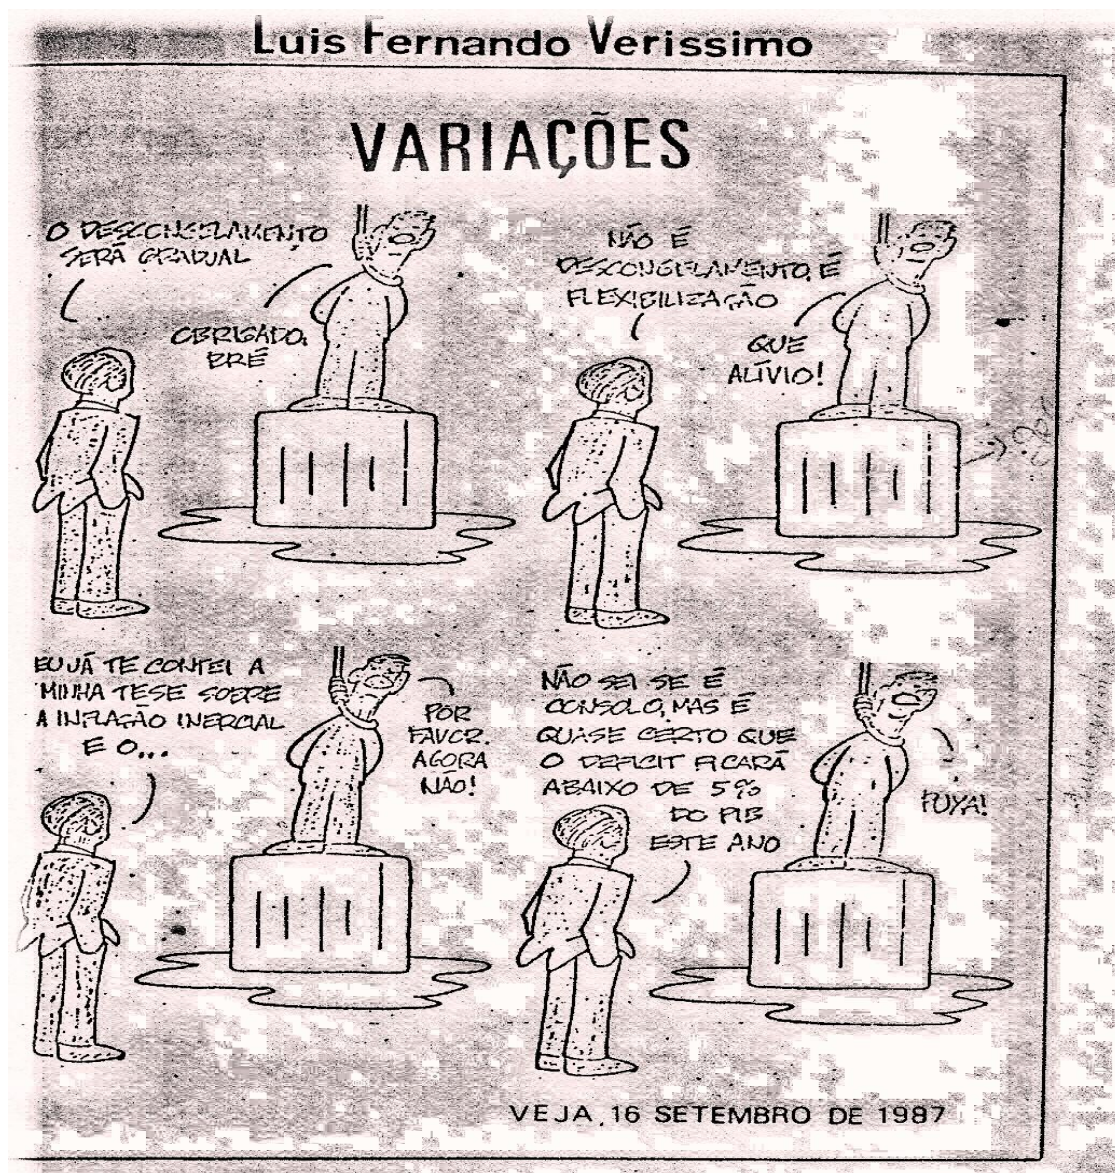 Luis Fernando Verissimo
VARIAÇÕES
O DESCONGELAMENTO
SERÁ GRADUAL
OBRIGADO,
BRÉ
NÃO É
DESCONGELAMENTO, É
FLEXIBILIZAÇÃO
QUE
ALÍVIO!
EU JÁ TE CONTEI A
MINHA TESE SOBRE
A INFLAÇÃO INERCIAL
E O...
POR
FAVOR.
AGORA
NÃO!
NÃO SEI SE É
CONSOLO, MAS É
QUASE CERTO QUE
O DEFICIT FICARÁ
ABAIXO DE 5%
DO PIB
ESTE ANO
PUXA!
VEJA, 16 SETEMBRO DE 1987